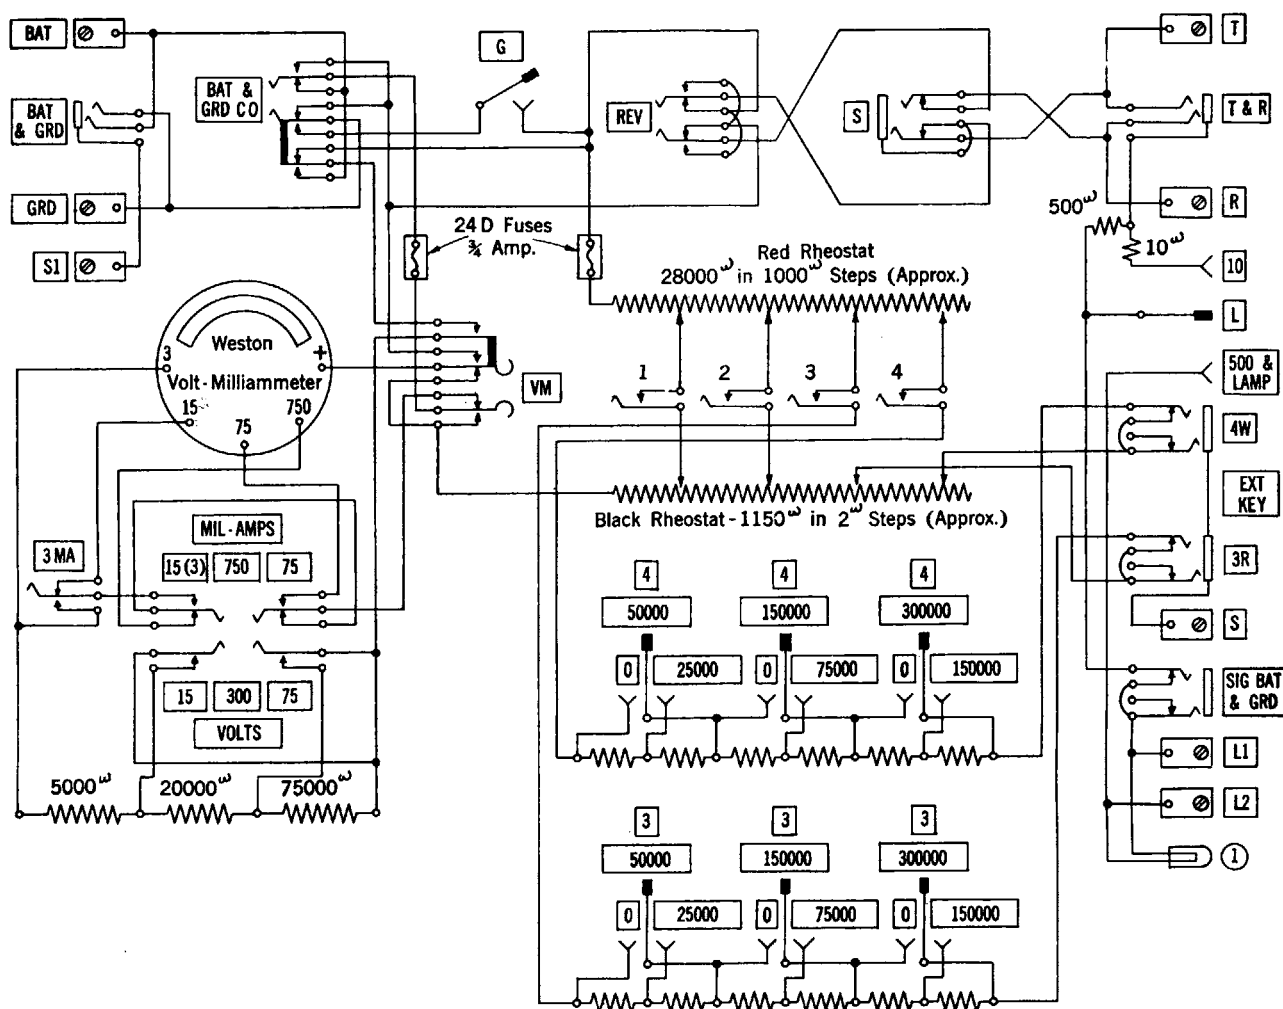 BAT
G
T
BAT &
GRD CO
BAT
& GRD
REV
S
T & R
GRD
R
24 D Fuses
¾ Amp.
500ω
10ω
S1
Red Rheostat
28000ω in 1000ω Steps (Approx.)
10
L
Weston
3
+
Volt-Milliammeter
15
75
750
VM
1
2
3
4
500 &
LAMP
4W
EXT
KEY
Black Rheostat-1150ω in 2ω Steps (Approx.)
MIL-AMPS
3 MA
15(3)
750
75
3R
4
4
4
50000
150000
300000
S
0
25000
0
75000
0
150000
15
300
75
VOLTS
SIG BAT
& GRD
5000ω
20000ω
75000ω
L1
L2
3
3
3
50000
150000
300000
1
0
25000
0
75000
0
150000